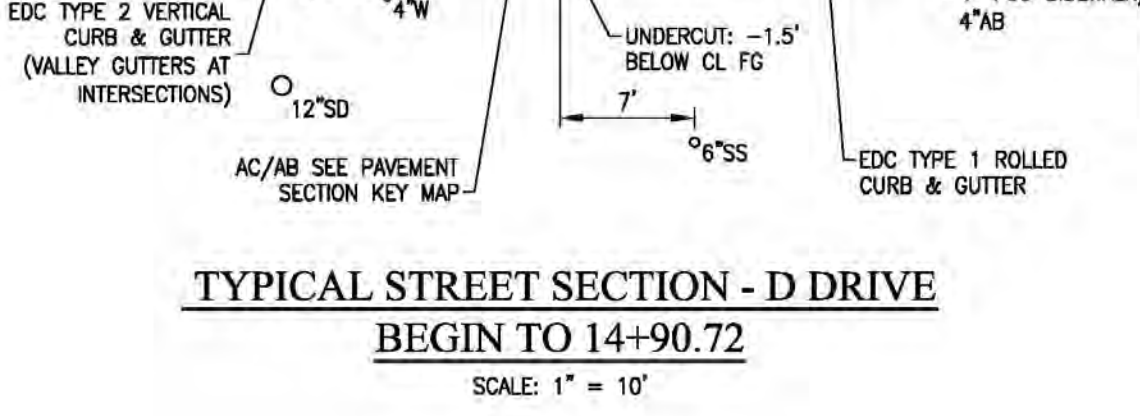 EDC TYPE 2 VERTICAL
CURB & GUTTER
(VALLEY GUTTERS AT
INTERSECTIONS)
4"W
12"SD
UNDERCUT: -1.5'
BELOW CL FG
4"AB
7'
6"SS
AC/AB SEE PAVEMENT
SECTION KEY MAP
EDC TYPE 1 ROLLED
CURB & GUTTER
TYPICAL STREET SECTION - D DRIVE
BEGIN TO 14+90.72
SCALE: 1" = 10'